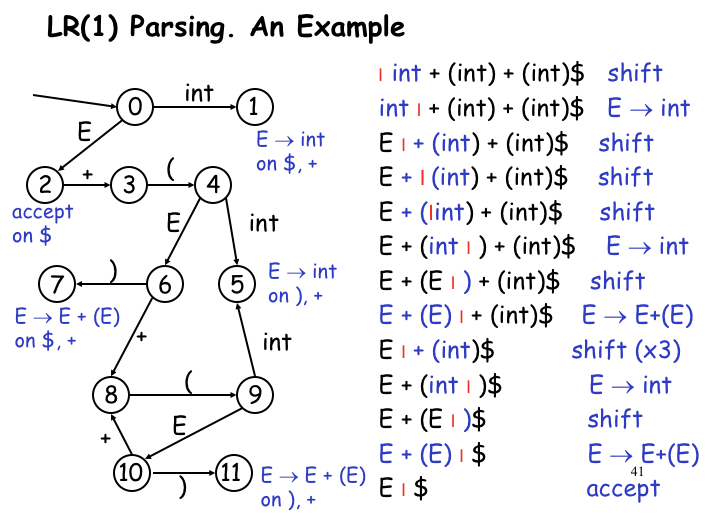 LR(1) Parsing. An Example
0
int
1
E
E → int
on $, +
2
+
3
(
4
accept
on $
E
int
7
)
6
5
E → int
on ), +
E → E + (E)
on $, +
+
int
8
(
9
+
E
10
)
11
E → E + (E)
on ), +
| int + (int) + (int)$ shift
int | + (int) + (int)$ E → int
E | + (int) + (int)$ shift
E + | (int) + (int)$ shift
E + (|int) + (int)$ shift
E + (int | ) + (int)$ E → int
E + (E | ) + (int)$ shift
E + (E) | + (int)$ E → E+(E)
E | + (int)$ shift (x3)
E + (int | )$ E → int
E + (E | )$ shift
E + (E) | $ E → E+(E)
41
E | $ accept